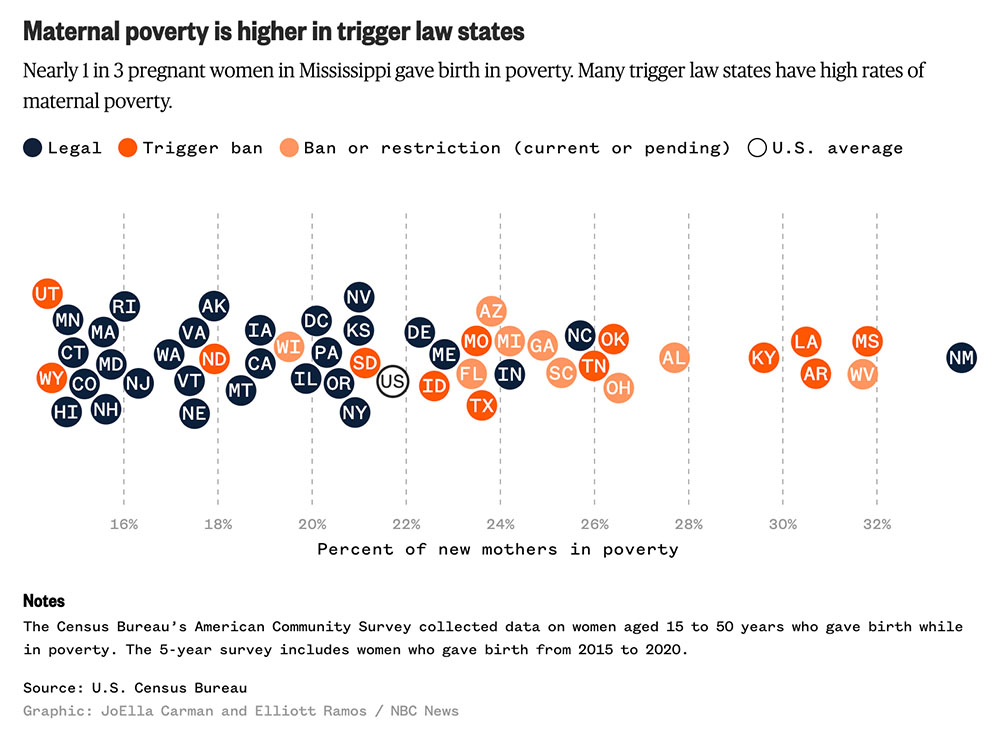 Maternal poverty is higher in trigger law states
Nearly 1 in 3 pregnant women in Mississippi gave birth in poverty. Many trigger law states have high rates of
maternal poverty.
Legal Trigger ban Ban or restriction (current or pending) U.S. average
UT
MN
RI
MA
CT
MD
WY
CO
NJ
HI
NH
AK
VA
WA
ND
VT
NE
MT
IA
WI
CA
DC
PA
IL
OR
NV
KS
SD
NY
US
DE
ME
ID
AZ
MO
MI
FL
IN
TX
GA
SC
NC
OK
TN
OH
AL
KY
LA
AR
MS
WV
NM
16% 18% 20% 22% 24% 26% 28% 30% 32%
Percent of new mothers in poverty
Notes
The Census Bureau’s American Community Survey collected data on women aged 15 to 50 years who gave birth while
in poverty. The 5-year survey includes women who gave birth from 2015 to 2020.
Source: U.S. Census Bureau
Graphic: JoElla Carman and Elliott Ramos / NBC News